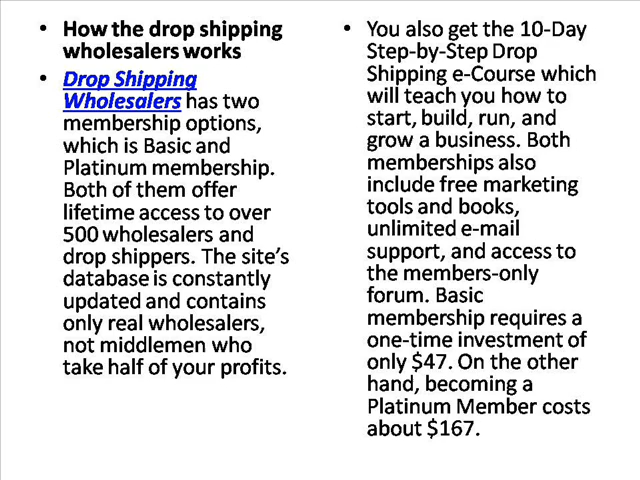 • How the drop shipping
wholesalers works
• Drop Shipping
Wholesalers has two
membership options,
which is Basic and
Platinum membership.
Both of them offer
lifetime access to over
500 wholesalers and
drop shippers. The site's
database is constantly
updated and contains
only real wholesalers,
not middlemen who
take half of your profits.
• You also get the 10-Day
Step-by-Step Drop
Shipping e-Course which
will teach you how to
start, build, run, and
grow a business. Both
memberships also
include free marketing
tools and books,
unlimited e-mail
support, and access to
the members-only
forum. Basic
membership requires a
one-time investment of
only $47. On the other
hand, becoming a
Platinum Member costs
about $167.